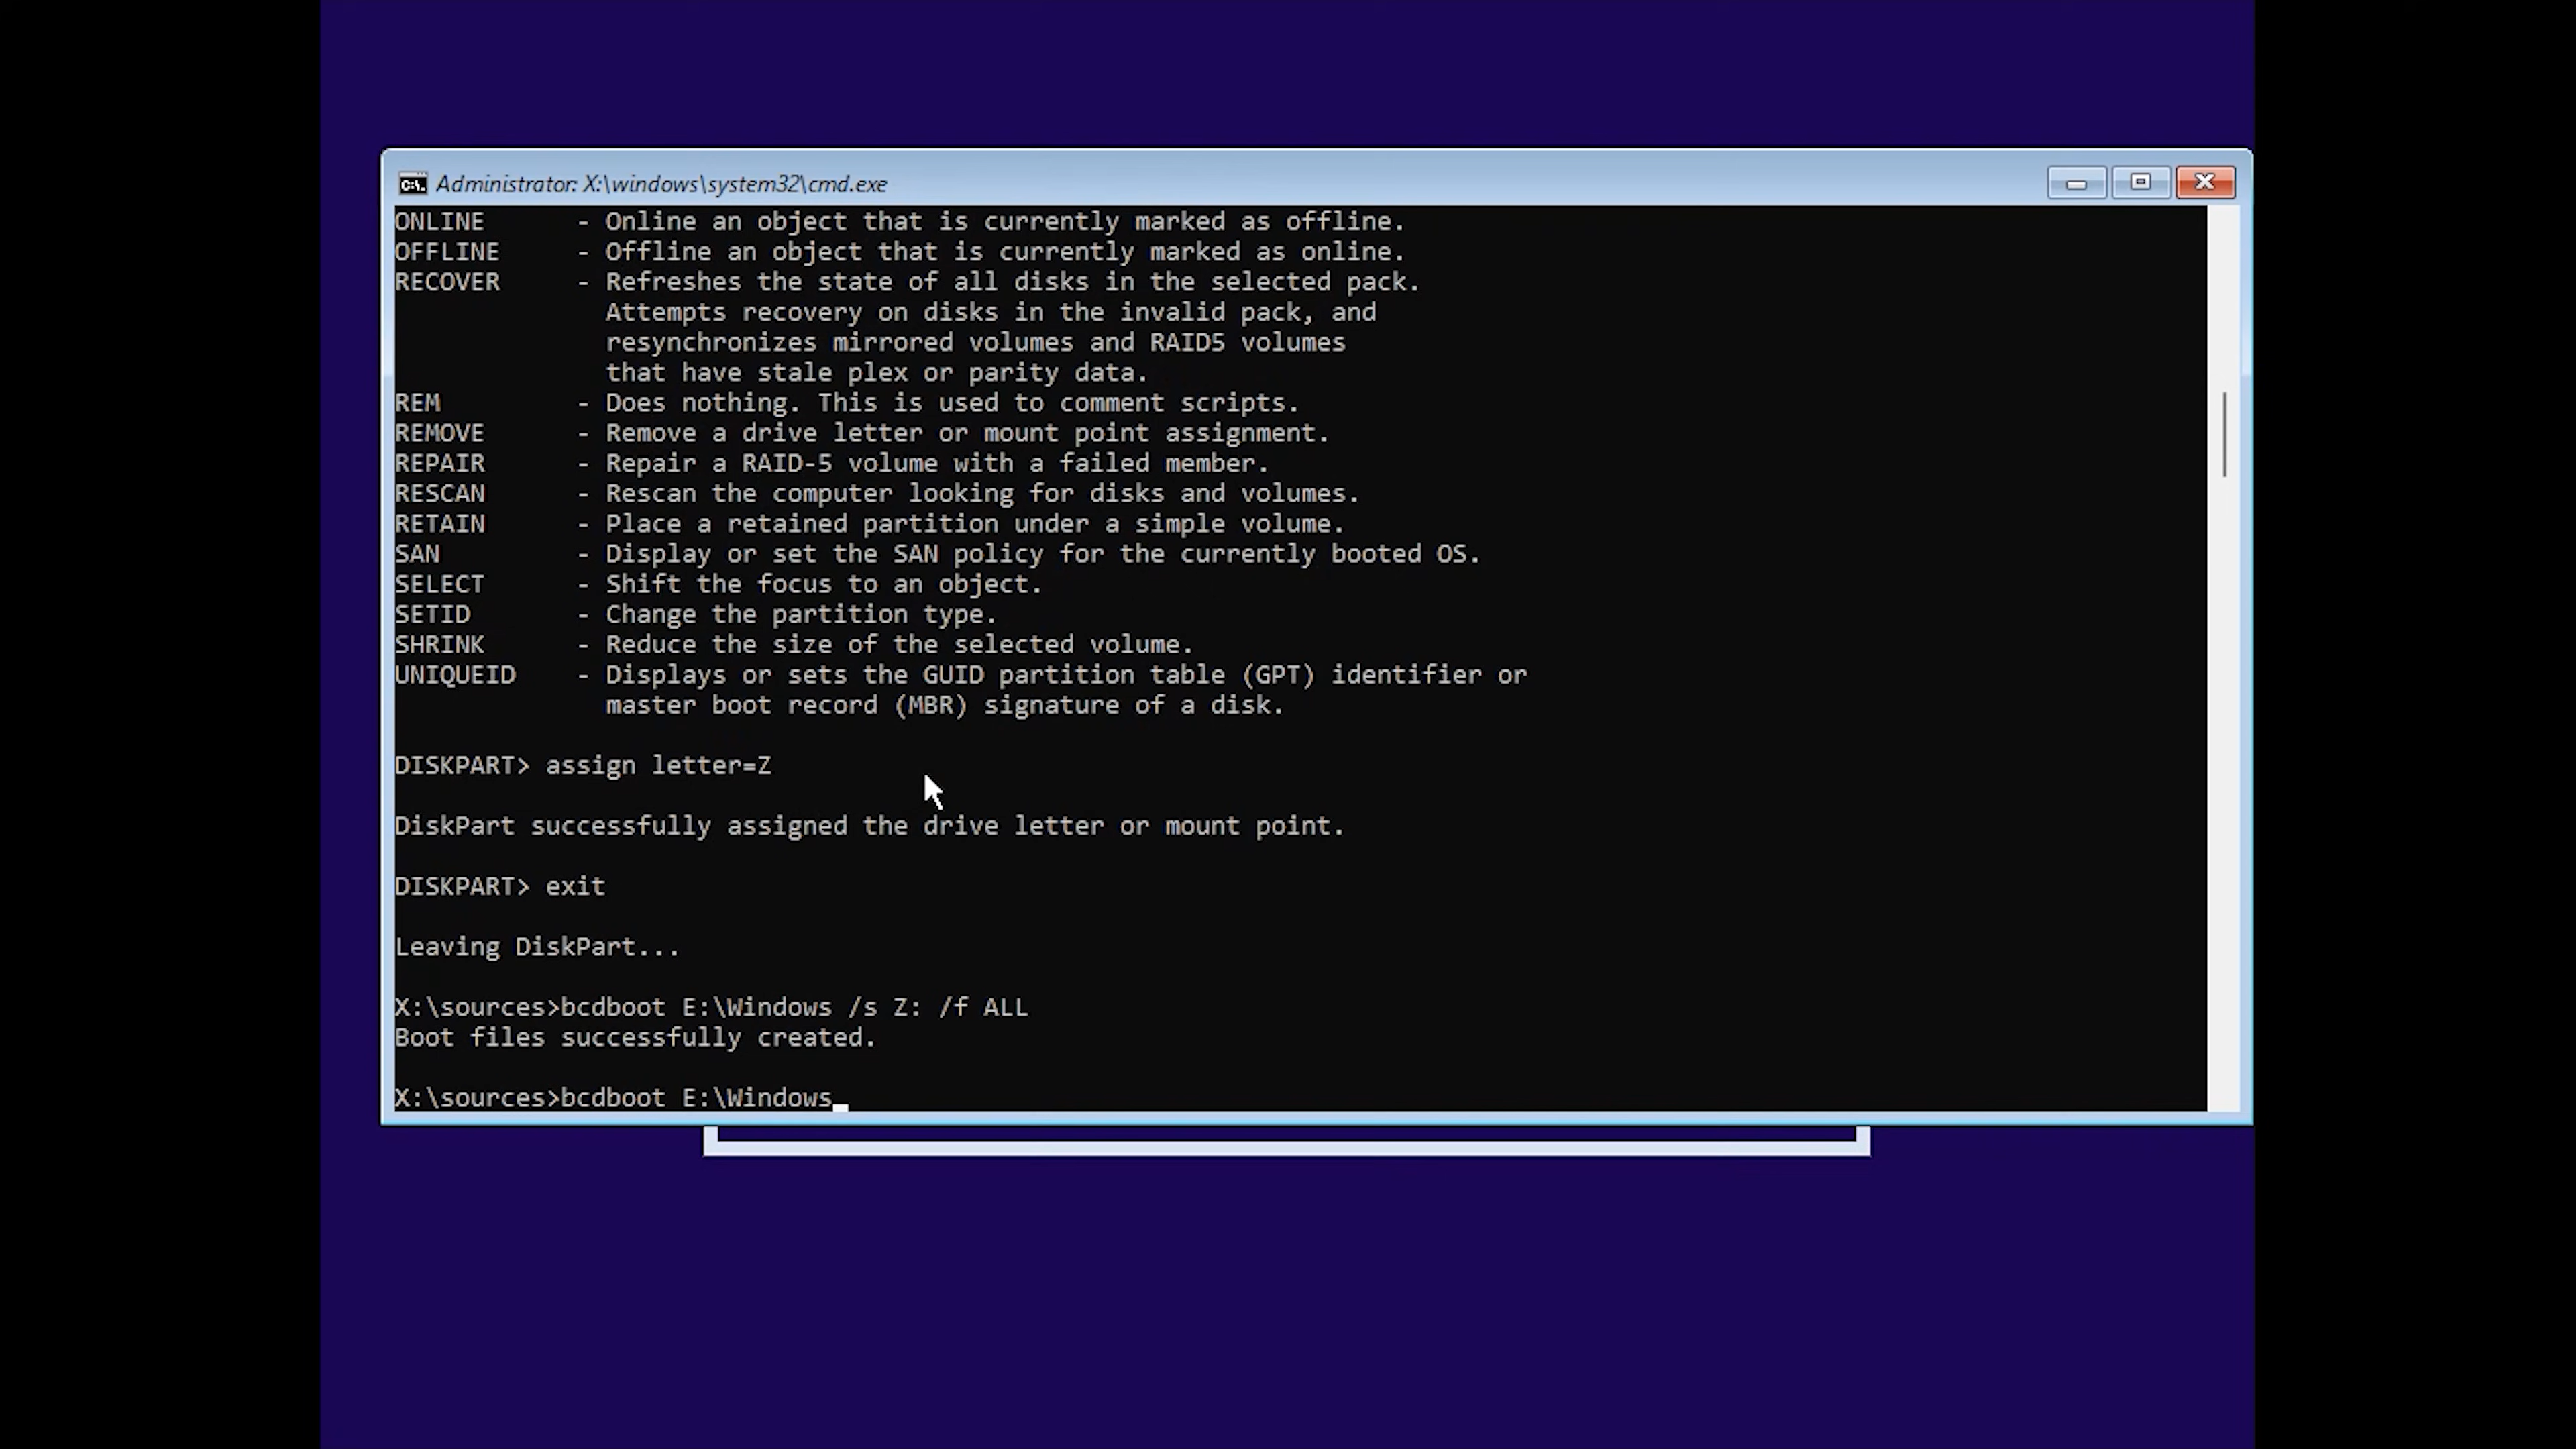 Administrator: X:\windows\system32\cmd.exe
ONLINE - Online an object that is currently marked as offline.
OFFLINE - Offline an object that is currently marked as online.
RECOVER - Refreshes the state of all disks in the selected pack.
Attempts recovery on disks in the invalid pack, and
resynchronizes mirrored volumes and RAID5 volumes
that have stale plex or parity data.
REM - Does nothing. This is used to comment scripts.
REMOVE - Remove a drive letter or mount point assignment.
REPAIR - Repair a RAID-5 volume with a failed member.
RESCAN - Rescan the computer looking for disks and volumes.
RETAIN - Place a retained partition under a simple volume.
SAN - Display or set the SAN policy for the currently booted OS.
SELECT - Shift the focus to an object.
SETID - Change the partition type.
SHRINK - Reduce the size of the selected volume.
UNIQUEID - Displays or sets the GUID partition table (GPT) identifier or
master boot record (MBR) signature of a disk.
DISKPART> assign letter=Z
DiskPart successfully assigned the drive letter or mount point.
DISKPART> exit
Leaving DiskPart...
X:\sources>bcdboot E:\Windows /s Z: /f ALL
Boot files successfully created.
X:\sources>bcdboot E:\Windows